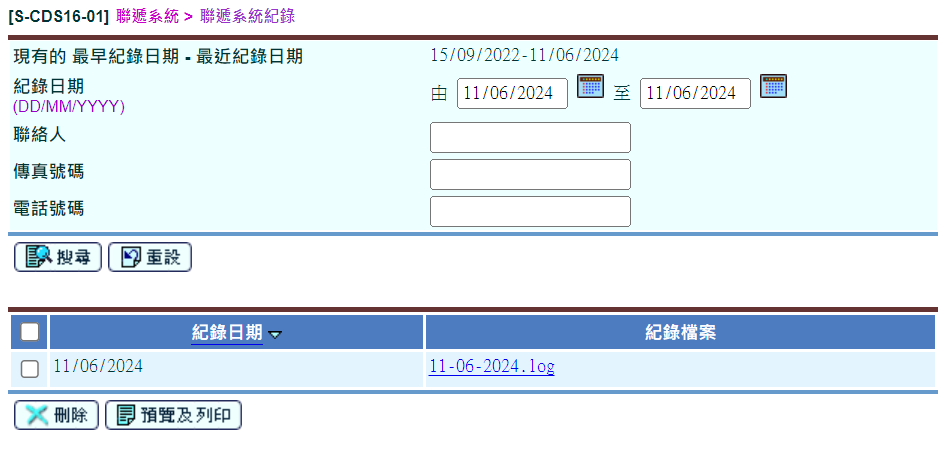 [S-CDS16-01] 聯遞系統 > 聯遞系統紀錄
現有的 最早紀錄日期 - 最近紀錄日期 15/09/2022-11/06/2024
紀錄日期 由 11/06/2024 至 11/06/2024
(DD/MM/YYYY)
聯絡人
傳真號碼
電話號碼
搜尋 重設
紀錄日期 紀錄檔案
11/06/2024 11-06-2024.log
刪除 預覽及列印